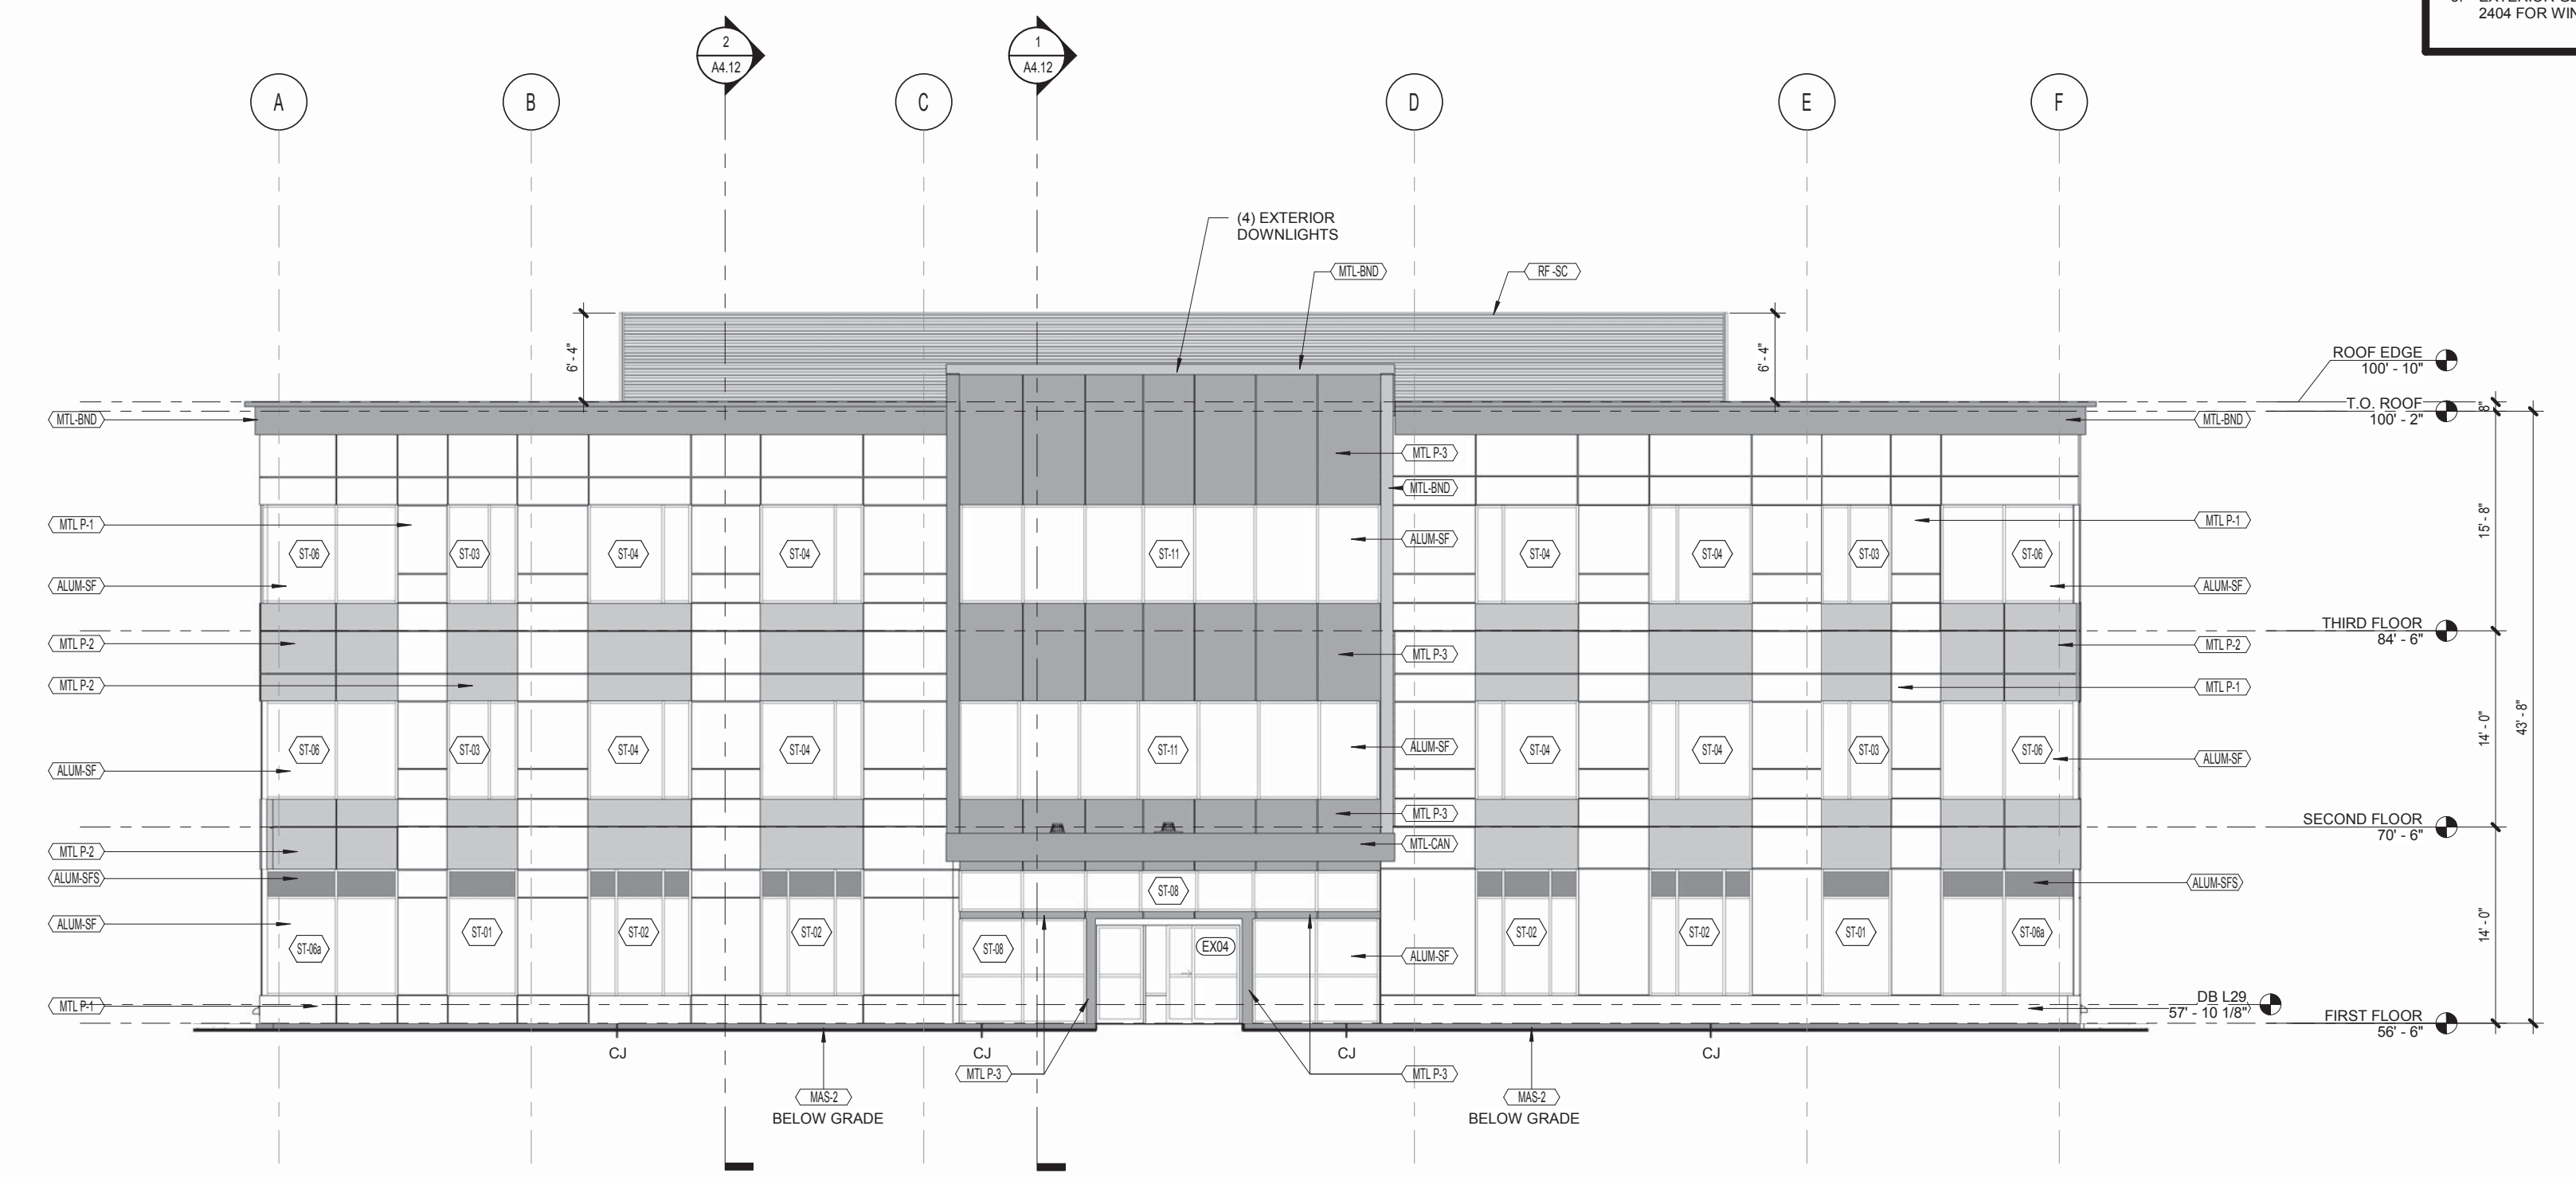 2404 FOR WIN
2
A4.12
1
A4.12
A
B
C
D
E
F
(4) EXTERIOR
DOWNLIGHTS
MTL-BND
RF -SC
6' - 4"
6' - 4"
ROOF EDGE
100' - 10"
T.O. ROOF
100' - 2"
8"
MTL-BND
MTL-BND
MTL P-3
MTL-BND
MTL P-1
MTL P-1
15' - 8"
ALUM-SF
ST-06
ST-03
ST-04
ST-04
ST-11
ST-04
ST-04
ST-03
ST-06
ALUM-SF
ALUM-SF
THIRD FLOOR
84' - 6"
MTL P-2
MTL P-3
MTL P-2
MTL P-2
MTL P-1
14' - 0"
43' - 8"
ST-06
ST-03
ST-04
ST-04
ST-11
ALUM-SF
ST-04
ST-04
ST-03
ST-06
ALUM-SF
ALUM-SF
MTL P-3
SECOND FLOOR
70' - 6"
MTL P-2
MTL-CAN
ALUM-SFS
ST-08
ALUM-SFS
ALUM-SF
ST-06a
ST-01
ST-02
ST-02
ST-08
EX04
ALUM-SF
ST-02
ST-02
ST-01
ST-06a
14' - 0"
MTL P-1
DB L29
57' - 10 1/8"
FIRST FLOOR
56' - 6"
CJ
CJ
CJ
CJ
MTL P-3
MTL P-3
MAS-2
BELOW GRADE
MAS-2
BELOW GRADE